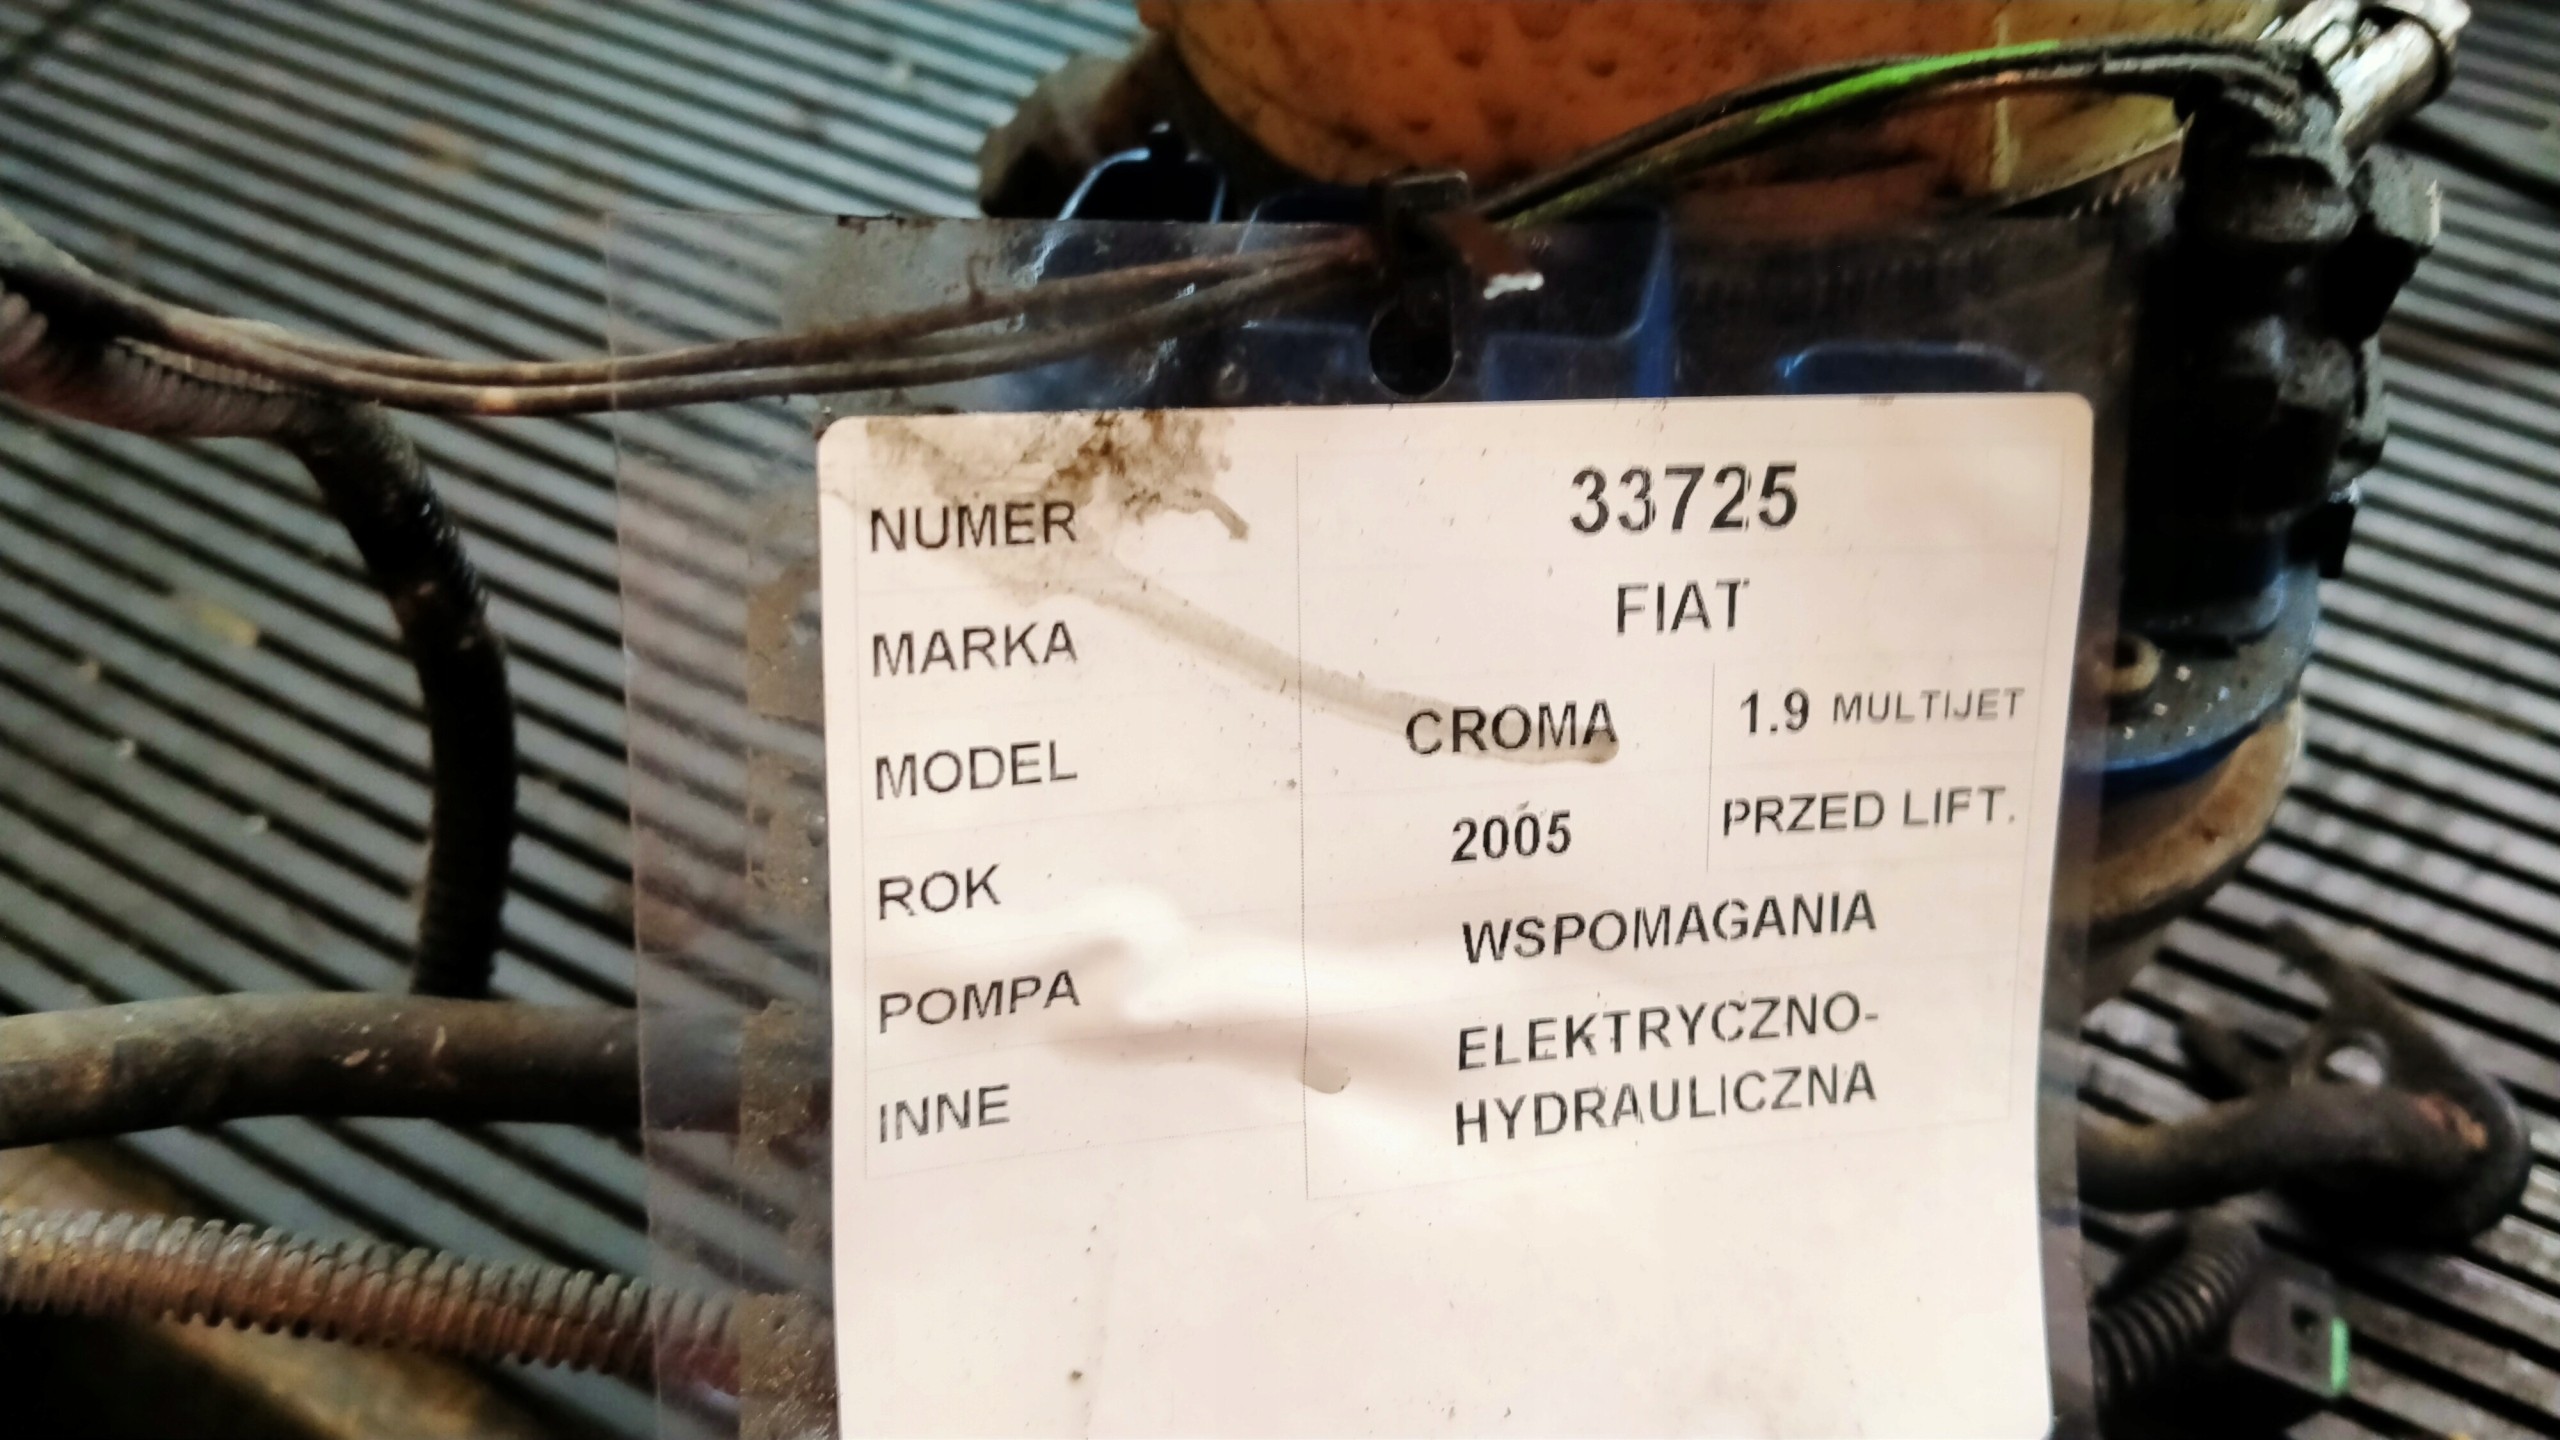 NUMER 33725
MARKA FIAT
MODEL CROMA 1.9 MULTIJET
ROK 2005 PRZED LIFT.
POMPA WSPOMAGANIA
INNE ELEKTRYCZNO-
HYDRAULICZNA